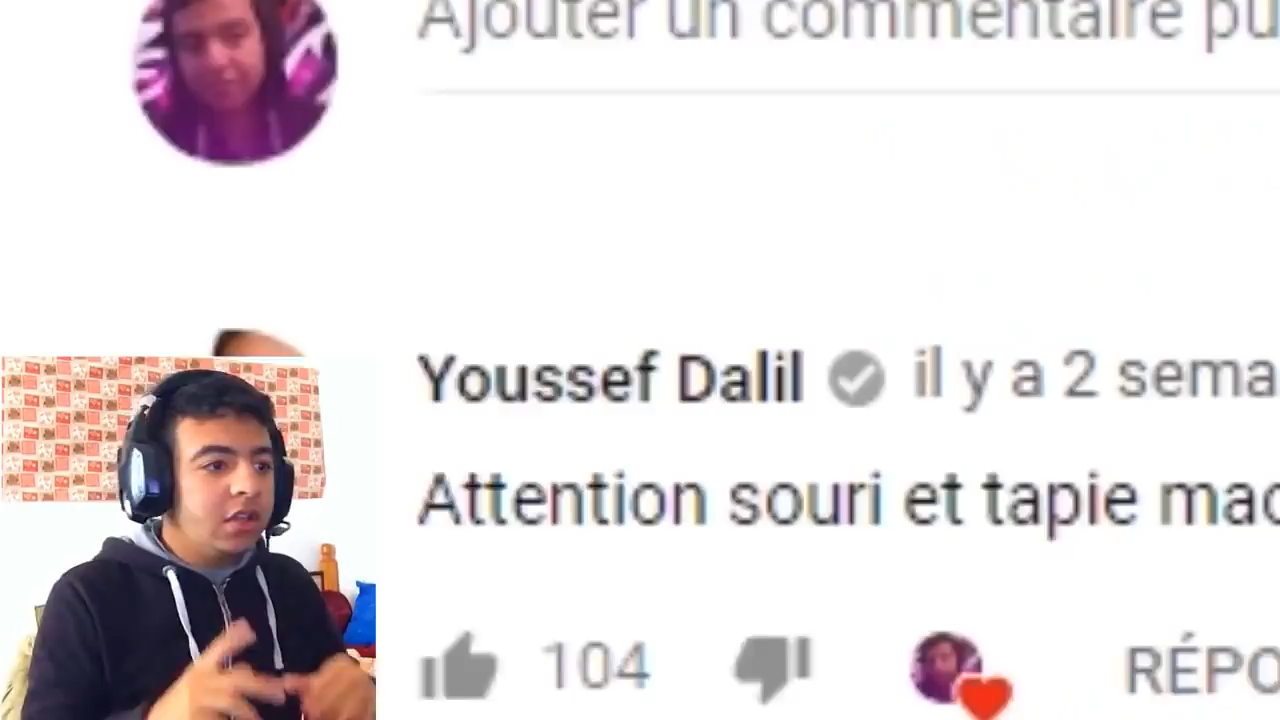 Ajouter un commentaire pu
Youssef Dalil il y a 2 sema
Attention souri et tapie mac
104 RÉPO